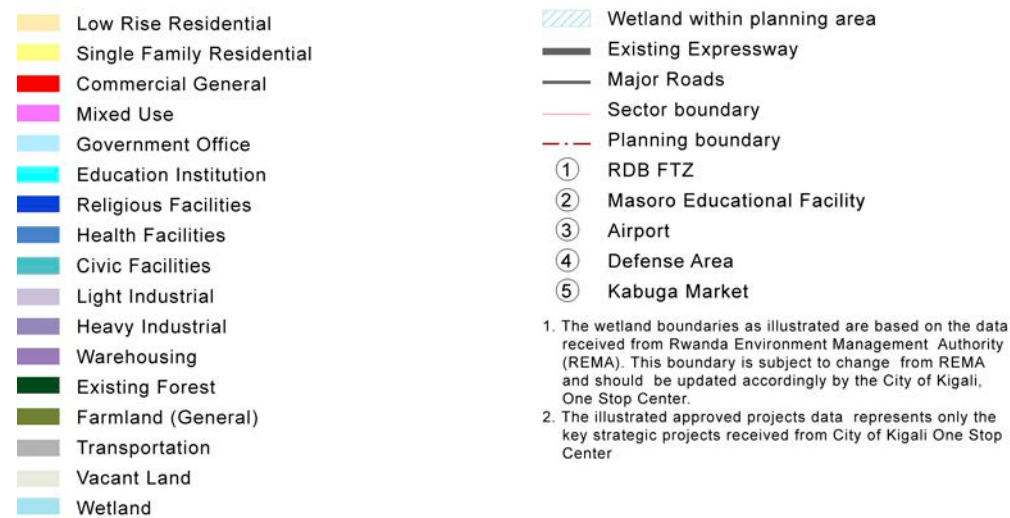 Low Rise Residential
Single Family Residential
Commercial General
Mixed Use
Government Office
Education Institution
Religious Facilities
Health Facilities
Civic Facilities
Light Industrial
Heavy Industrial
Warehousing
Existing Forest
Farmland (General)
Transportation
Vacant Land
Wetland
Wetland within planning area
Existing Expressway
Major Roads
Sector boundary
Planning boundary
1 RDB FTZ
2 Masoro Educational Facility
3 Airport
4 Defense Area
5 Kabuga Market
1. The wetland boundaries as illustrated are based on the data
received from Rwanda Environment Management Authority
(REMA). This boundary is subject to change from REMA
and should be updated accordingly by the City of Kigali,
One Stop Center.
2. The illustrated approved projects data represents only the
key strategic projects received from City of Kigali One Stop
Center